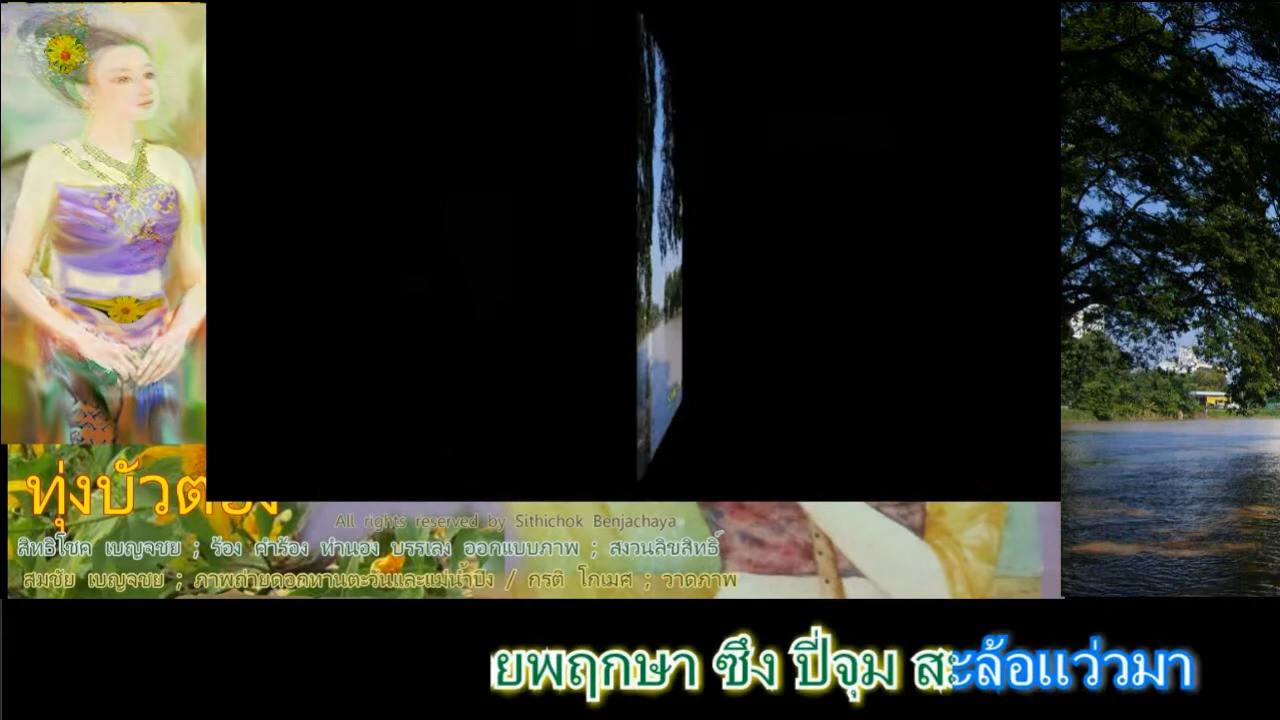 ทุ่งบัวตอง
All rights reserved by Sithichok Benjachaya
สิทธิโชค เบญจชย ; ร้อง คำร้อง ทำนอง บรรเลง ออกแบบภาพ ; สงวนลิขสิทธิ์
สมชัย เบญจชย ; ภาพถ่ายดอกทานตะวันและแม่น้ำปิง / กรติ โกเมศ ; วาดภาพ
ยพฤกษา ซึง ปี่จุม สะล้อแว่วมา